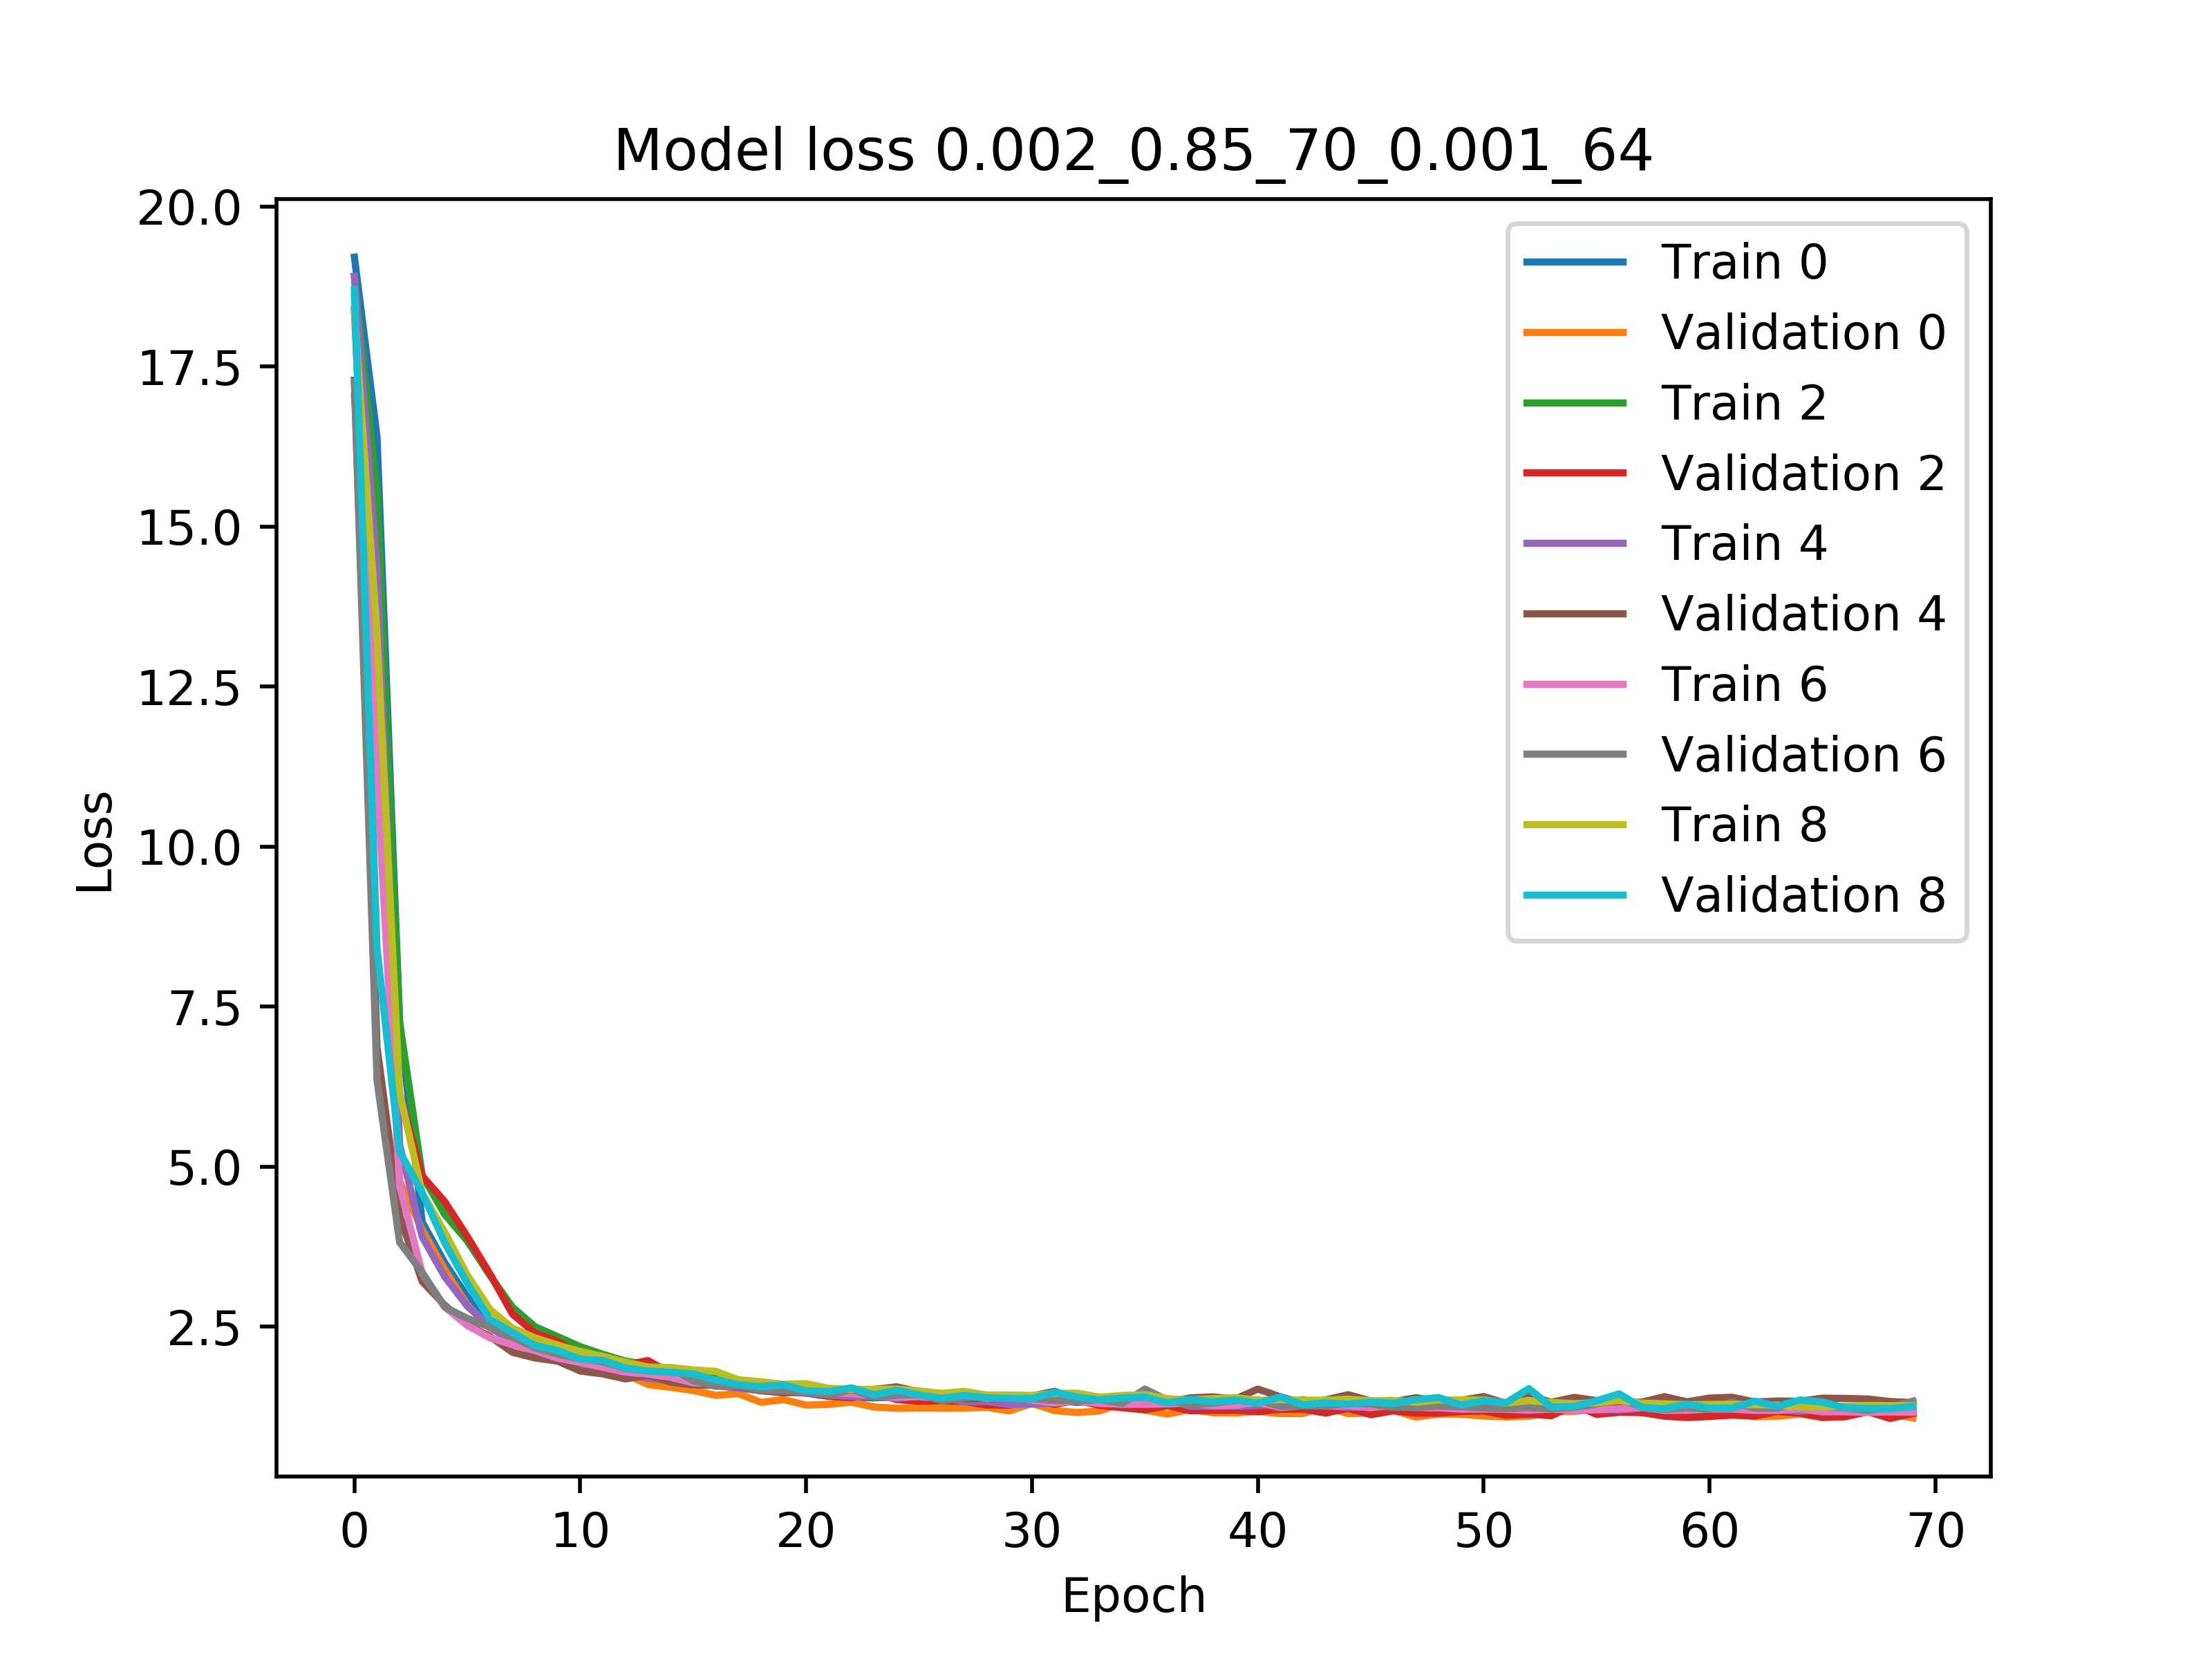 Model loss 0.002_0.85_70_0.001_64
20.0
17.5
15.0
12.5
10.0
7.5
5.0
2.5
Loss
Train 0
Validation 0
Train 2
Validation 2
Train 4
Validation 4
Train 6
Validation 6
Train 8
Validation 8
0 10 20 30 40 50 60 70
Epoch